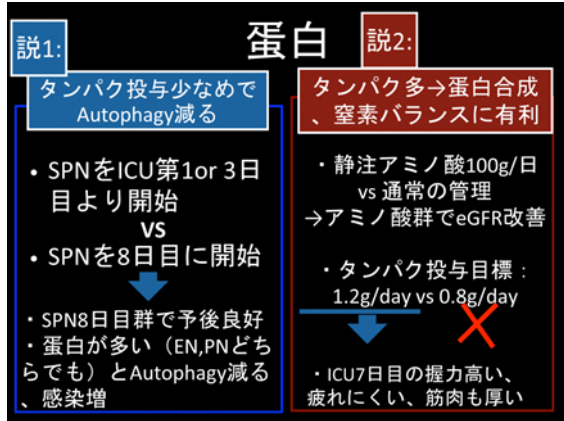 蛋白
説1:
タンパク投与少なめで
Autophagy減る
・SPNをICU第1or 3日
目より開始
VS
・SPNを8日目に開始
・SPN8日目群で予後良好
・蛋白が多い（EN,PNどち
らでも）とAutophagy減る
、感染増
説2:
タンパク多→蛋白合成
、窒素バランスに有利
・静注アミノ酸100g/日
vs 通常の管理
→アミノ酸群でeGFR改善
・タンパク投与目標：
1.2g/day vs 0.8g/day
・ICU7日目の握力高い、
疲れにくい、筋肉も厚い